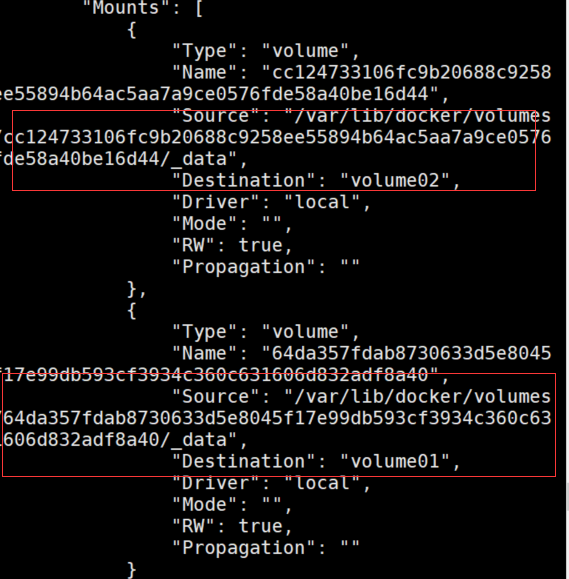 "Mounts": [
{
"Type": "volume",
"Name": "cc124733106fc9b20688c9258
ee55894b64ac5aa7a9ce0576fde58a40be16d44",
"Source": "/var/lib/docker/volumes
/cc124733106fc9b20688c9258ee55894b64ac5aa7a9ce0576
fde58a40be16d44/_data",
"Destination": "volume02",
"Driver": "local",
"Mode": "",
"RW": true,
"Propagation": ""
},
{
"Type": "volume",
"Name": "64da357fdab8730633d5e8045
f17e99db593cf3934c360c631606d832adf8a40",
"Source": "/var/lib/docker/volumes
/64da357fdab8730633d5e8045f17e99db593cf3934c360c63
1606d832adf8a40/_data",
"Destination": "volume01",
"Driver": "local",
"Mode": "",
"RW": true,
"Propagation": ""
}